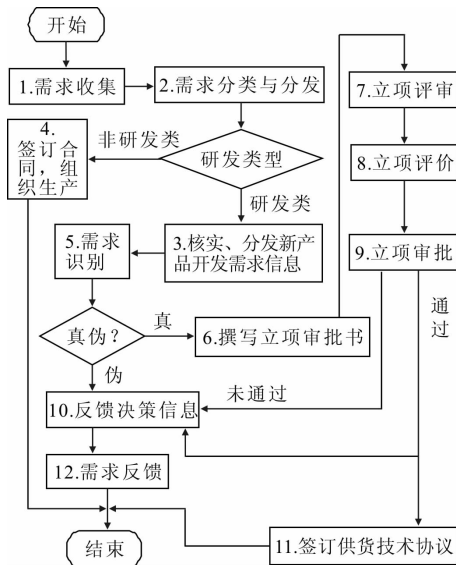 开始
1.需求收集
2.需求分类与分发
4.
签订合
同，组
织生产
非研发类
研发类型
研发类
3.核实、分发新产
品开发需求信息
5.需求
识别
真伪？
真
伪
6.撰写立项审批书
7.立项评审
8.立项评价
9.立项审批
通
过
未通过
10.反馈决策信息
12.需求反馈
结束
11.签订供货技术协议